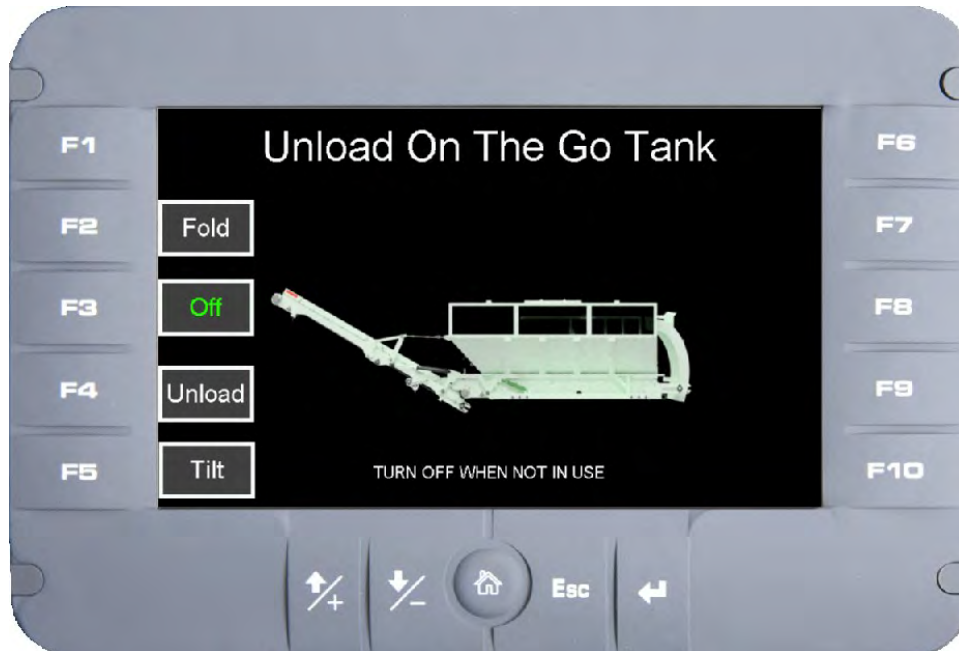 Unload On The Go Tank
F1
F6
F2
Fold
F7
F3
Off
F8
F4
Unload
F9
F5
Tilt
TURN OFF WHEN NOT IN USE
F10
+
-
Esc